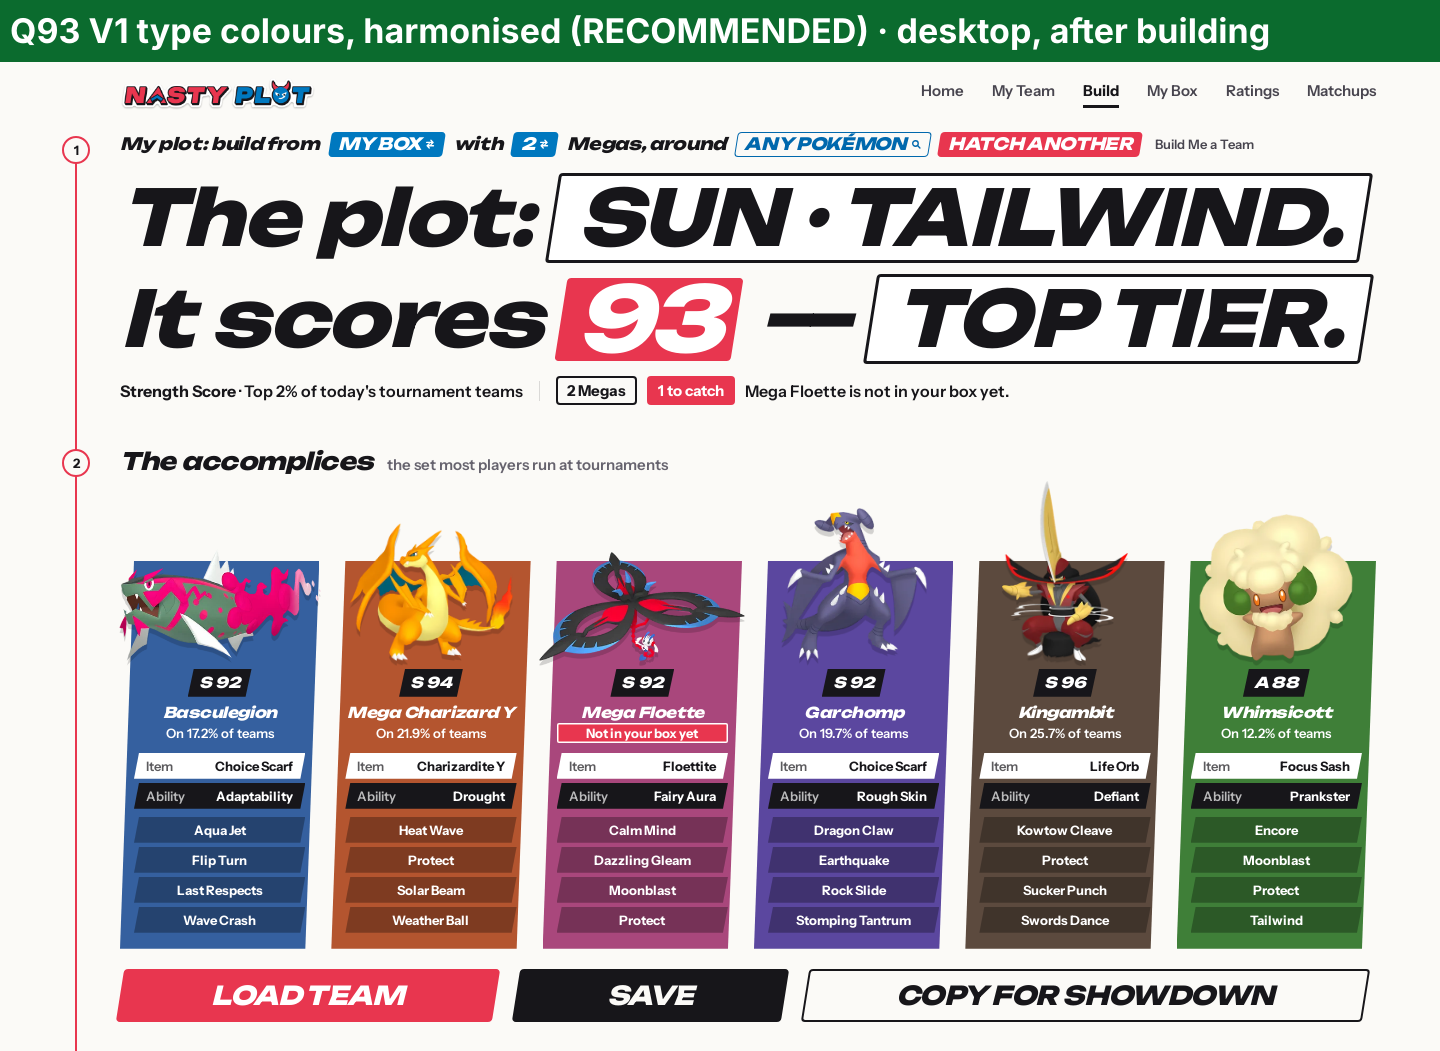 Q93 V1 type colours, harmonised (RECOMMENDED) · desktop, after building
NASTY PLOT
Home My Team Build My Box Ratings Matchups
1
My plot: build from MY BOX with 2 Megas, around ANY POKÉMON HATCH ANOTHER Build Me a Team
The plot: SUN · TAILWIND.
It scores 93 — TOP TIER.
Strength Score · Top 2% of today's tournament teams 2 Megas 1 to catch Mega Floette is not in your box yet.
2
The accomplices the set most players run at tournaments
S 92
Basculegion
On 17.2% of teams
Item Choice Scarf
Ability Adaptability
Aqua Jet
Flip Turn
Last Respects
Wave Crash
S 94
Mega Charizard Y
On 21.9% of teams
Item Charizardite Y
Ability Drought
Heat Wave
Protect
Solar Beam
Weather Ball
S 92
Mega Floette
Not in your box yet
Item Floettite
Ability Fairy Aura
Calm Mind
Dazzling Gleam
Moonblast
Protect
S 92
Garchomp
On 19.7% of teams
Item Choice Scarf
Ability Rough Skin
Dragon Claw
Earthquake
Rock Slide
Stomping Tantrum
S 96
Kingambit
On 25.7% of teams
Item Life Orb
Ability Defiant
Kowtow Cleave
Protect
Sucker Punch
Swords Dance
A 88
Whimsicott
On 12.2% of teams
Item Focus Sash
Ability Prankster
Encore
Moonblast
Protect
Tailwind
LOAD TEAM SAVE COPY FOR SHOWDOWN